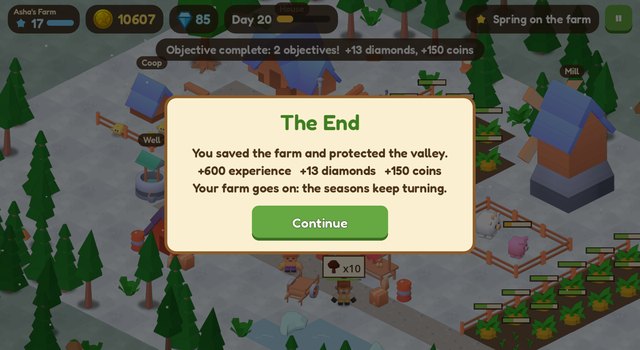 Asha's Farm
17
10607
85
Day 20
House
Spring on the farm
Objective complete: 2 objectives! +13 diamonds, +150 coins
Coop
Mill
Well
The End
You saved the farm and protected the valley.
+600 experience +13 diamonds +150 coins
Your farm goes on: the seasons keep turning.
Continue
x10